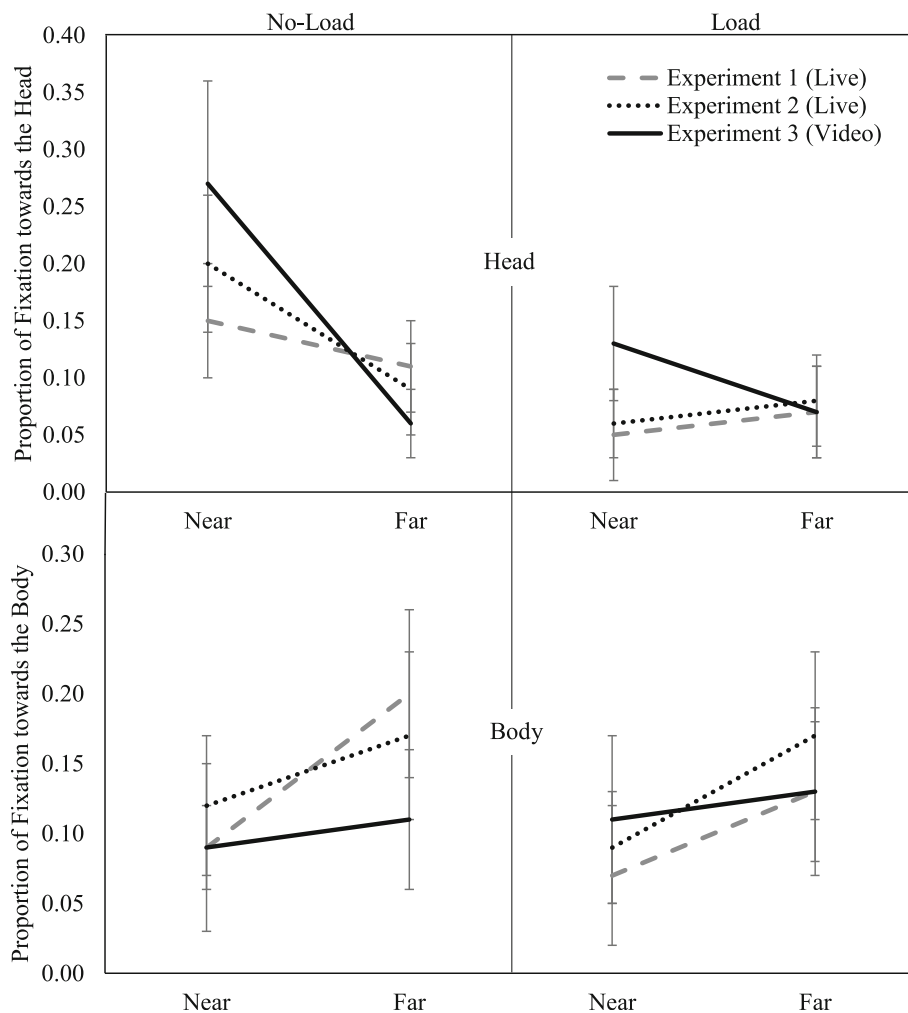 No-Load
Load
Proportion of Fixation towards the Head
0.40
0.35
0.30
0.25
0.20
0.15
0.10
0.05
0.00
Experiment 1 (Live)
Experiment 2 (Live)
Experiment 3 (Video)
Head
Near
Far
Near
Far
Proportion of Fixation towards the Body
0.30
0.25
0.20
0.15
0.10
0.05
0.00
Body
Near
Far
Near
Far